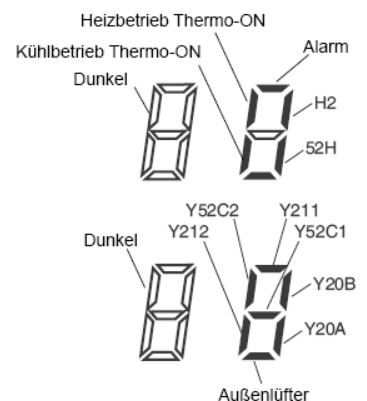 Heizbetrieb Thermo-ON
Kühlbetrieb Thermo-ON
Alarm
Dunkel
H2
52H
Y52C2
Y211
Y212
Y52C1
Dunkel
Y20B
Y20A
Außenlüfter